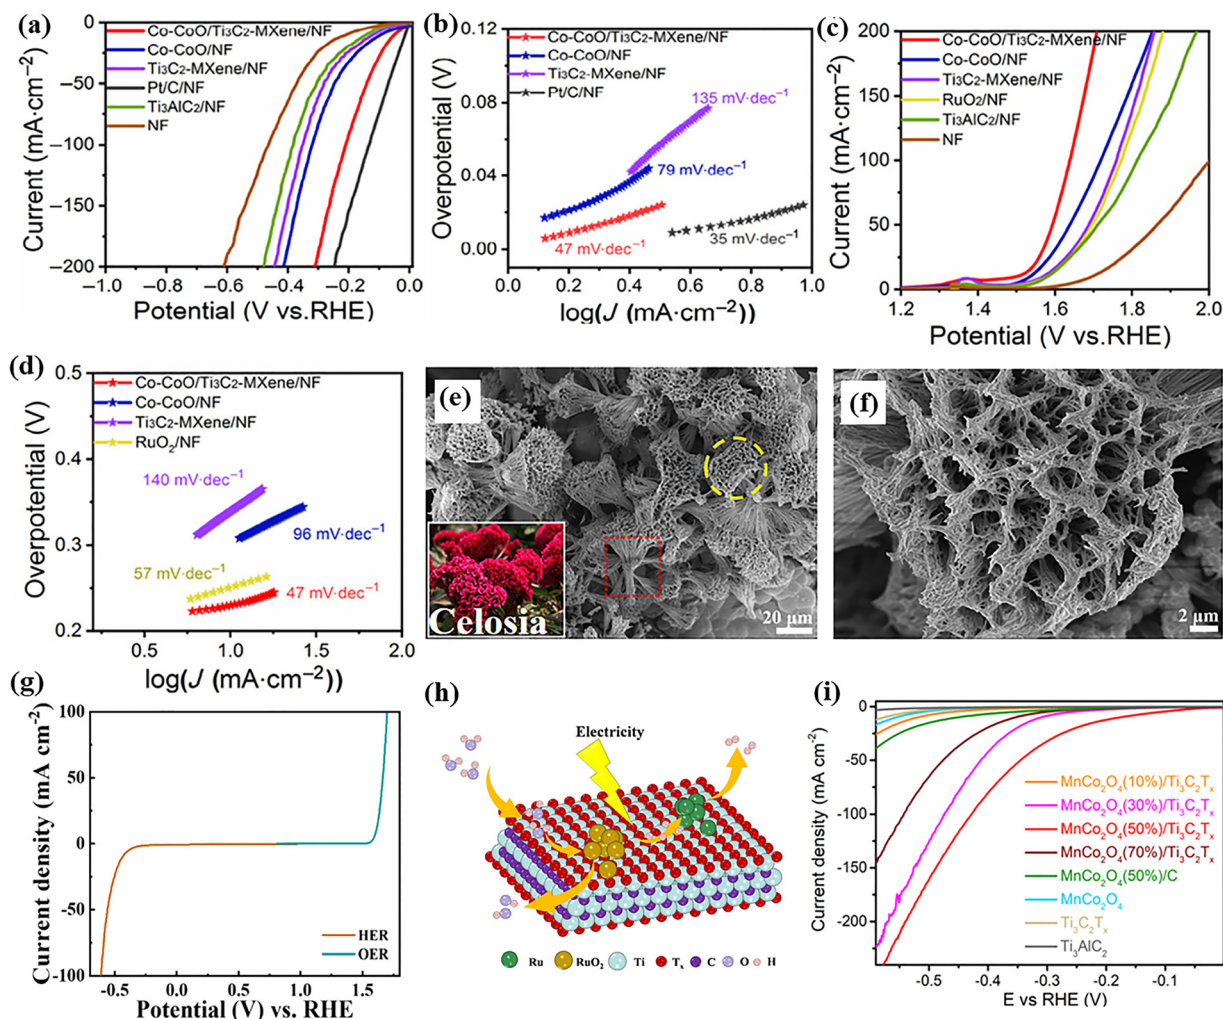 (a)
Co-CoO/Ti₃C₂-MXene/NF
Co-CoO/NF
Ti₃C₂-MXene/NF
Pt/C/NF
Ti₃AlC₂/NF
NF
Current (mA·cm⁻²)
0
−50
−100
−150
−200
−1.0
−0.8
−0.6
−0.4
−0.2
0.0
Potential (V vs.RHE)
(b)
Co-CoO/Ti₃C₂-MXene/NF
Co-CoO/NF
Ti₃C₂-MXene/NF
Pt/C/NF
135 mV·dec⁻¹
79 mV·dec⁻¹
47 mV·dec⁻¹
35 mV·dec⁻¹
Overpotential (V)
0.12
0.08
0.04
0.00
0.0
0.2
0.4
0.6
0.8
1.0
log(J (mA·cm⁻²))
(c)
Co-CoO/Ti₃C₂-MXene/NF
Co-CoO/NF
Ti₃C₂-MXene/NF
RuO₂/NF
Ti₃AlC₂/NF
NF
Current (mA·cm⁻²)
200
150
100
50
0
1.2
1.4
1.6
1.8
2.0
Potential (V vs.RHE)
(d)
Co-CoO/Ti₃C₂-MXene/NF
Co-CoO/NF
Ti₃C₂-MXene/NF
RuO₂/NF
140 mV·dec⁻¹
96 mV·dec⁻¹
57 mV·dec⁻¹
47 mV·dec⁻¹
Overpotential (V)
0.5
0.4
0.3
0.2
0.5
1.0
1.5
2.0
log(J (mA·cm⁻²))
(e)
Celosia
20 μm
(f)
2 μm
(g)
Current density (mA cm⁻²)
100
50
0
-50
-100
HER
OER
-0.5
0.0
0.5
1.0
1.5
Potential (V) vs. RHE
(h)
Electricity
Ru
RuO₂
Ti
Tₓ
C
O
H
(i)
Current density (mA cm⁻²)
0
-50
-100
-150
-200
MnCo₂O₄(10%)/Ti₃C₂Tₓ
MnCo₂O₄(30%)/Ti₃C₂Tₓ
MnCo₂O₄(50%)/Ti₃C₂Tₓ
MnCo₂O₄(70%)/Ti₃C₂Tₓ
MnCo₂O₄(50%)/C
MnCo₂O₄
Ti₃C₂Tₓ
Ti₃AlC₂
-0.5
-0.4
-0.3
-0.2
-0.1
E vs RHE (V)